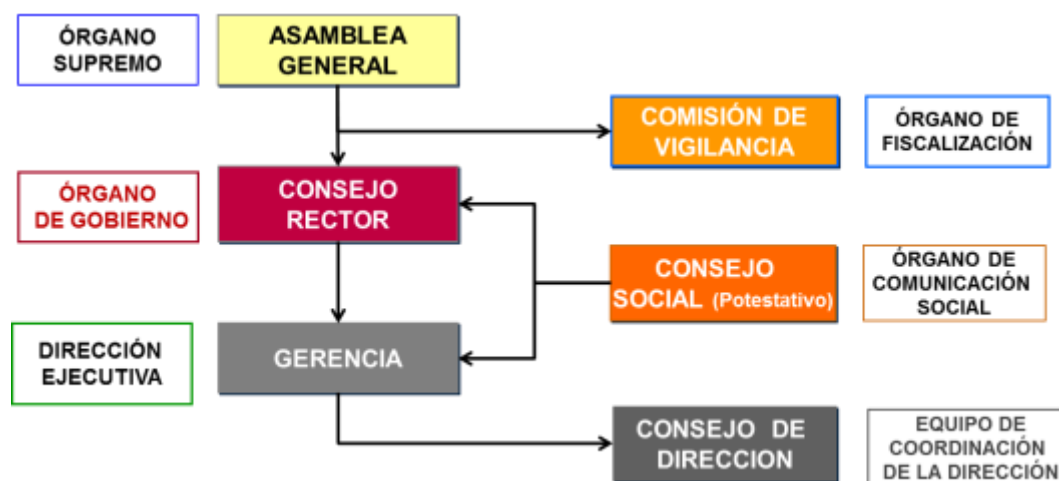 ÓRGANO
SUPREMO
ASAMBLEA
GENERAL
COMISIÓN DE
VIGILANCIA
ÓRGANO DE
FISCALIZACIÓN
ÓRGANO
DE GOBIERNO
CONSEJO
RECTOR
CONSEJO
SOCIAL (Potestativo)
ÓRGANO DE
COMUNICACIÓN
SOCIAL
DIRECCIÓN
EJECUTIVA
GERENCIA
CONSEJO DE
DIRECCION
EQUIPO DE
COORDINACIÓN
DE LA DIRECCIÓN